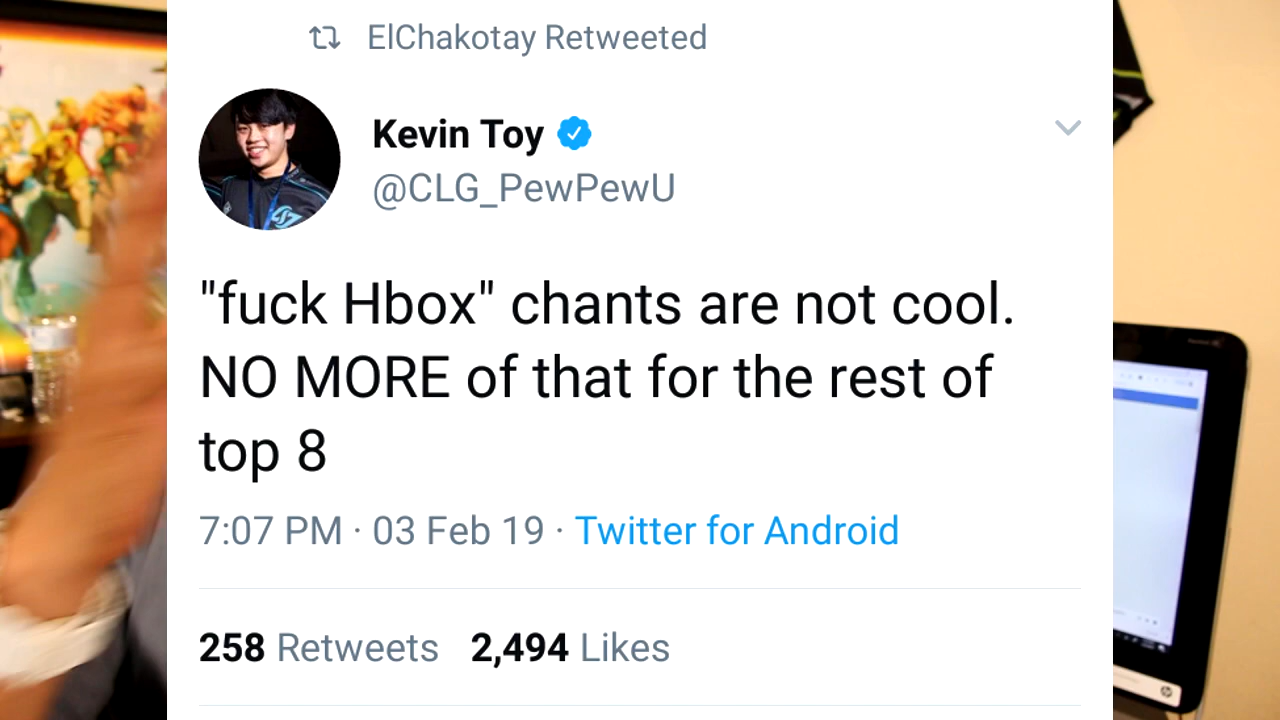 ElChakotay Retweeted
Kevin Toy
@CLG_PewPewU
"fuck Hbox" chants are not cool.
NO MORE of that for the rest of
top 8
7:07 PM · 03 Feb 19 · Twitter for Android
258 Retweets 2,494 Likes